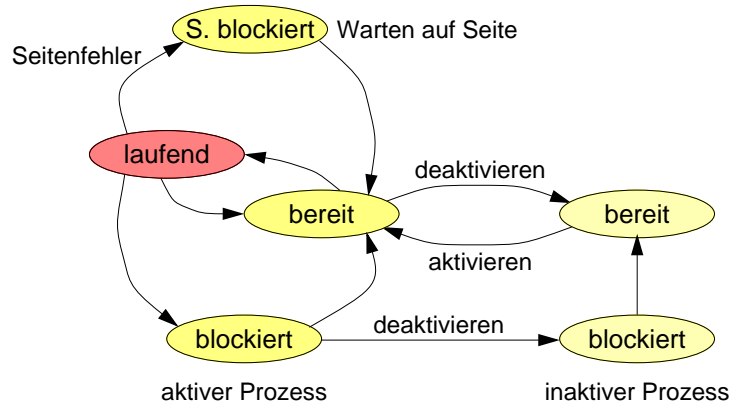 S. blockiert
Warten auf Seite
Seitenfehler
laufend
deaktivieren
bereit
bereit
aktivieren
blockiert
deaktivieren
blockiert
aktiver Prozess
inaktiver Prozess